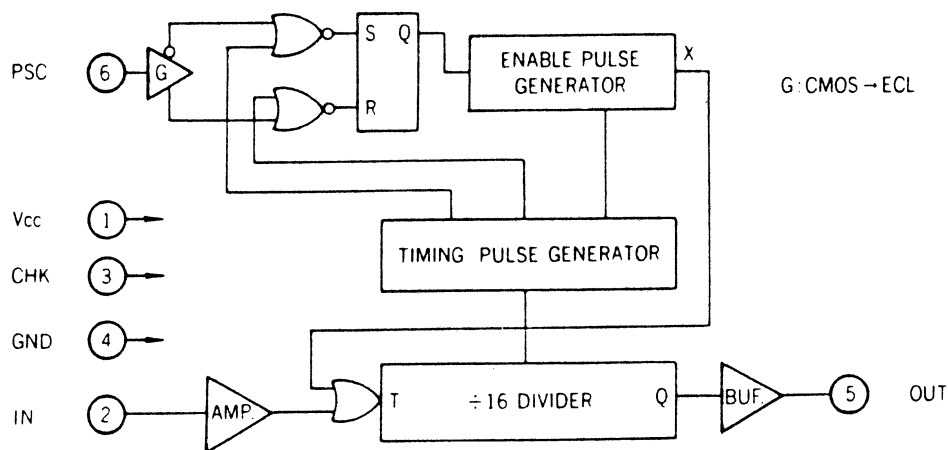 S Q
PSC 6 G
ENABLE PULSE
GENERATOR
X
G: CMOS → ECL
R
Vcc 1
TIMING PULSE GENERATOR
CHK 3
GND 4
IN 2 AMP. T ÷16 DIVIDER Q BUF. 5 OUT